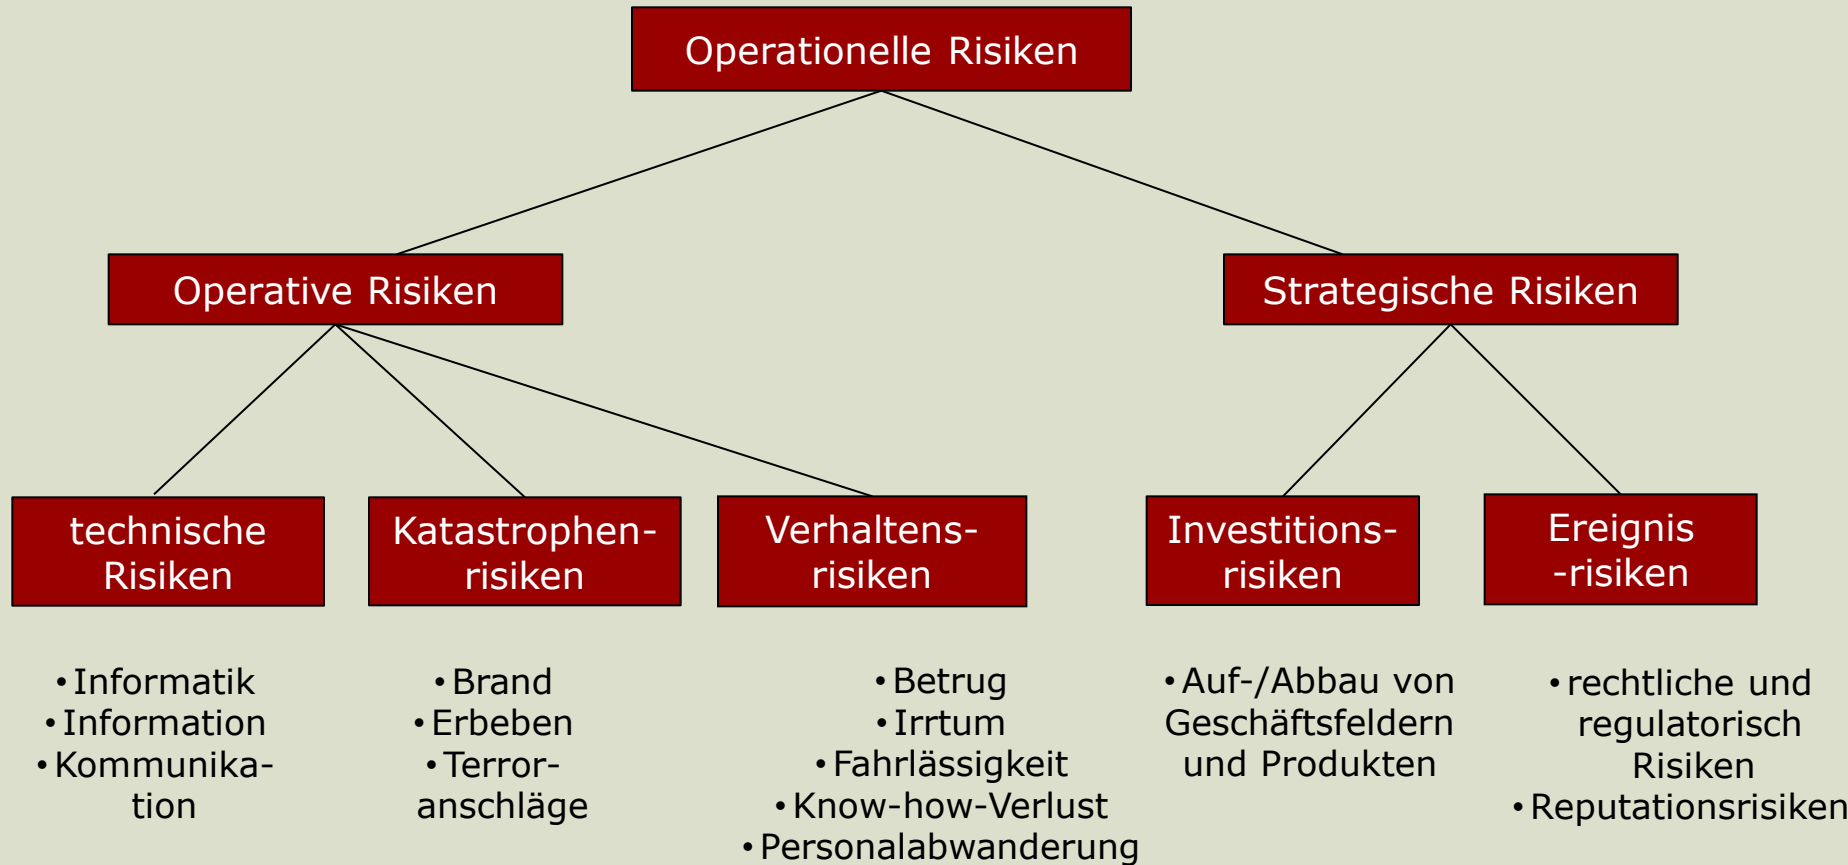 Operationelle Risiken
Operative Risiken
Strategische Risiken
technische
Risiken
Katastrophen-
risiken
Verhaltens-
risiken
Investitions-
risiken
Ereignis
-risiken
•Informatik
•Information
•Kommunika-
tion
•Brand
•Erbeben
•Terror-
anschläge
•Betrug
•Irrtum
•Fahrlässigkeit
•Know-how-Verlust
•Personalabwanderung
•Auf-/Abbau von
Geschäftsfeldern
und Produkten
•rechtliche und
regulatorisch
Risiken
•Reputationsrisiken